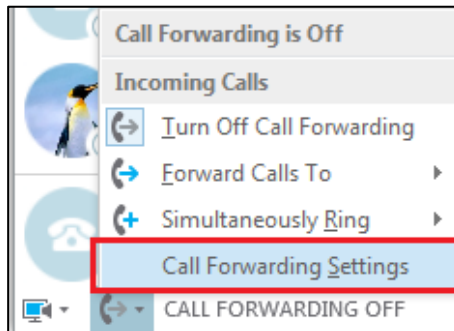 Call Forwarding is Off
Incoming Calls
Turn Off Call Forwarding
Forward Calls To
Simultaneously Ring
Call Forwarding Settings
CALL FORWARDING OFF